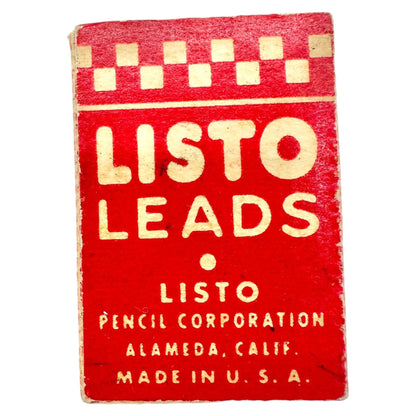 LISTO
LEADS
LISTO
PENCIL CORPORATION
ALAMEDA, CALIF.
MADE IN U. S. A.